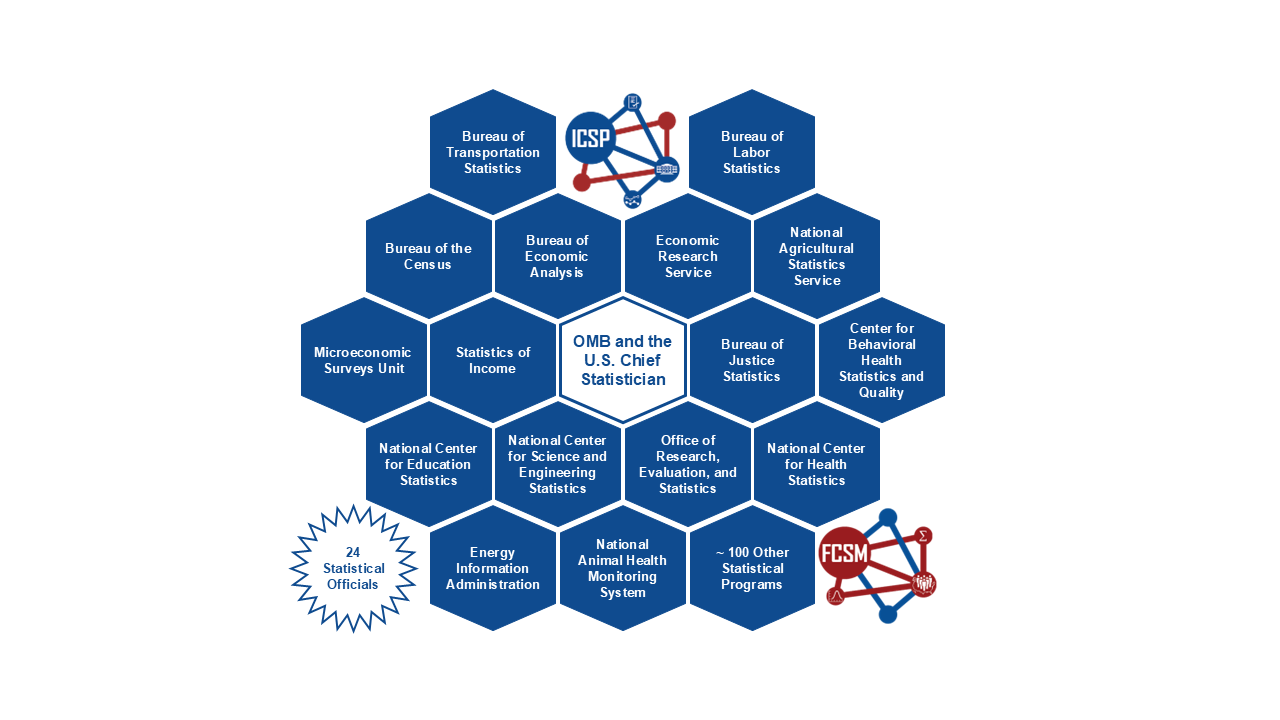 Bureau of
Transportation
Statistics
ICSP
Bureau of
Labor
Statistics
Bureau of the
Census
Bureau of
Economic
Analysis
Economic
Research
Service
National
Agricultural
Statistics
Service
Microeconomic
Surveys Unit
Statistics of
Income
OMB and the
U.S. Chief
Statistician
Bureau of
Justice
Statistics
Center for
Behavioral
Health
Statistics and
Quality
National Center
for Education
Statistics
National Center
for Science and
Engineering
Statistics
Office of
Research,
Evaluation, and
Statistics
National Center
for Health
Statistics
24
Statistical
Officials
Energy
Information
Administration
National
Animal Health
Monitoring
System
~ 100 Other
Statistical
Programs
FCSM
Σ